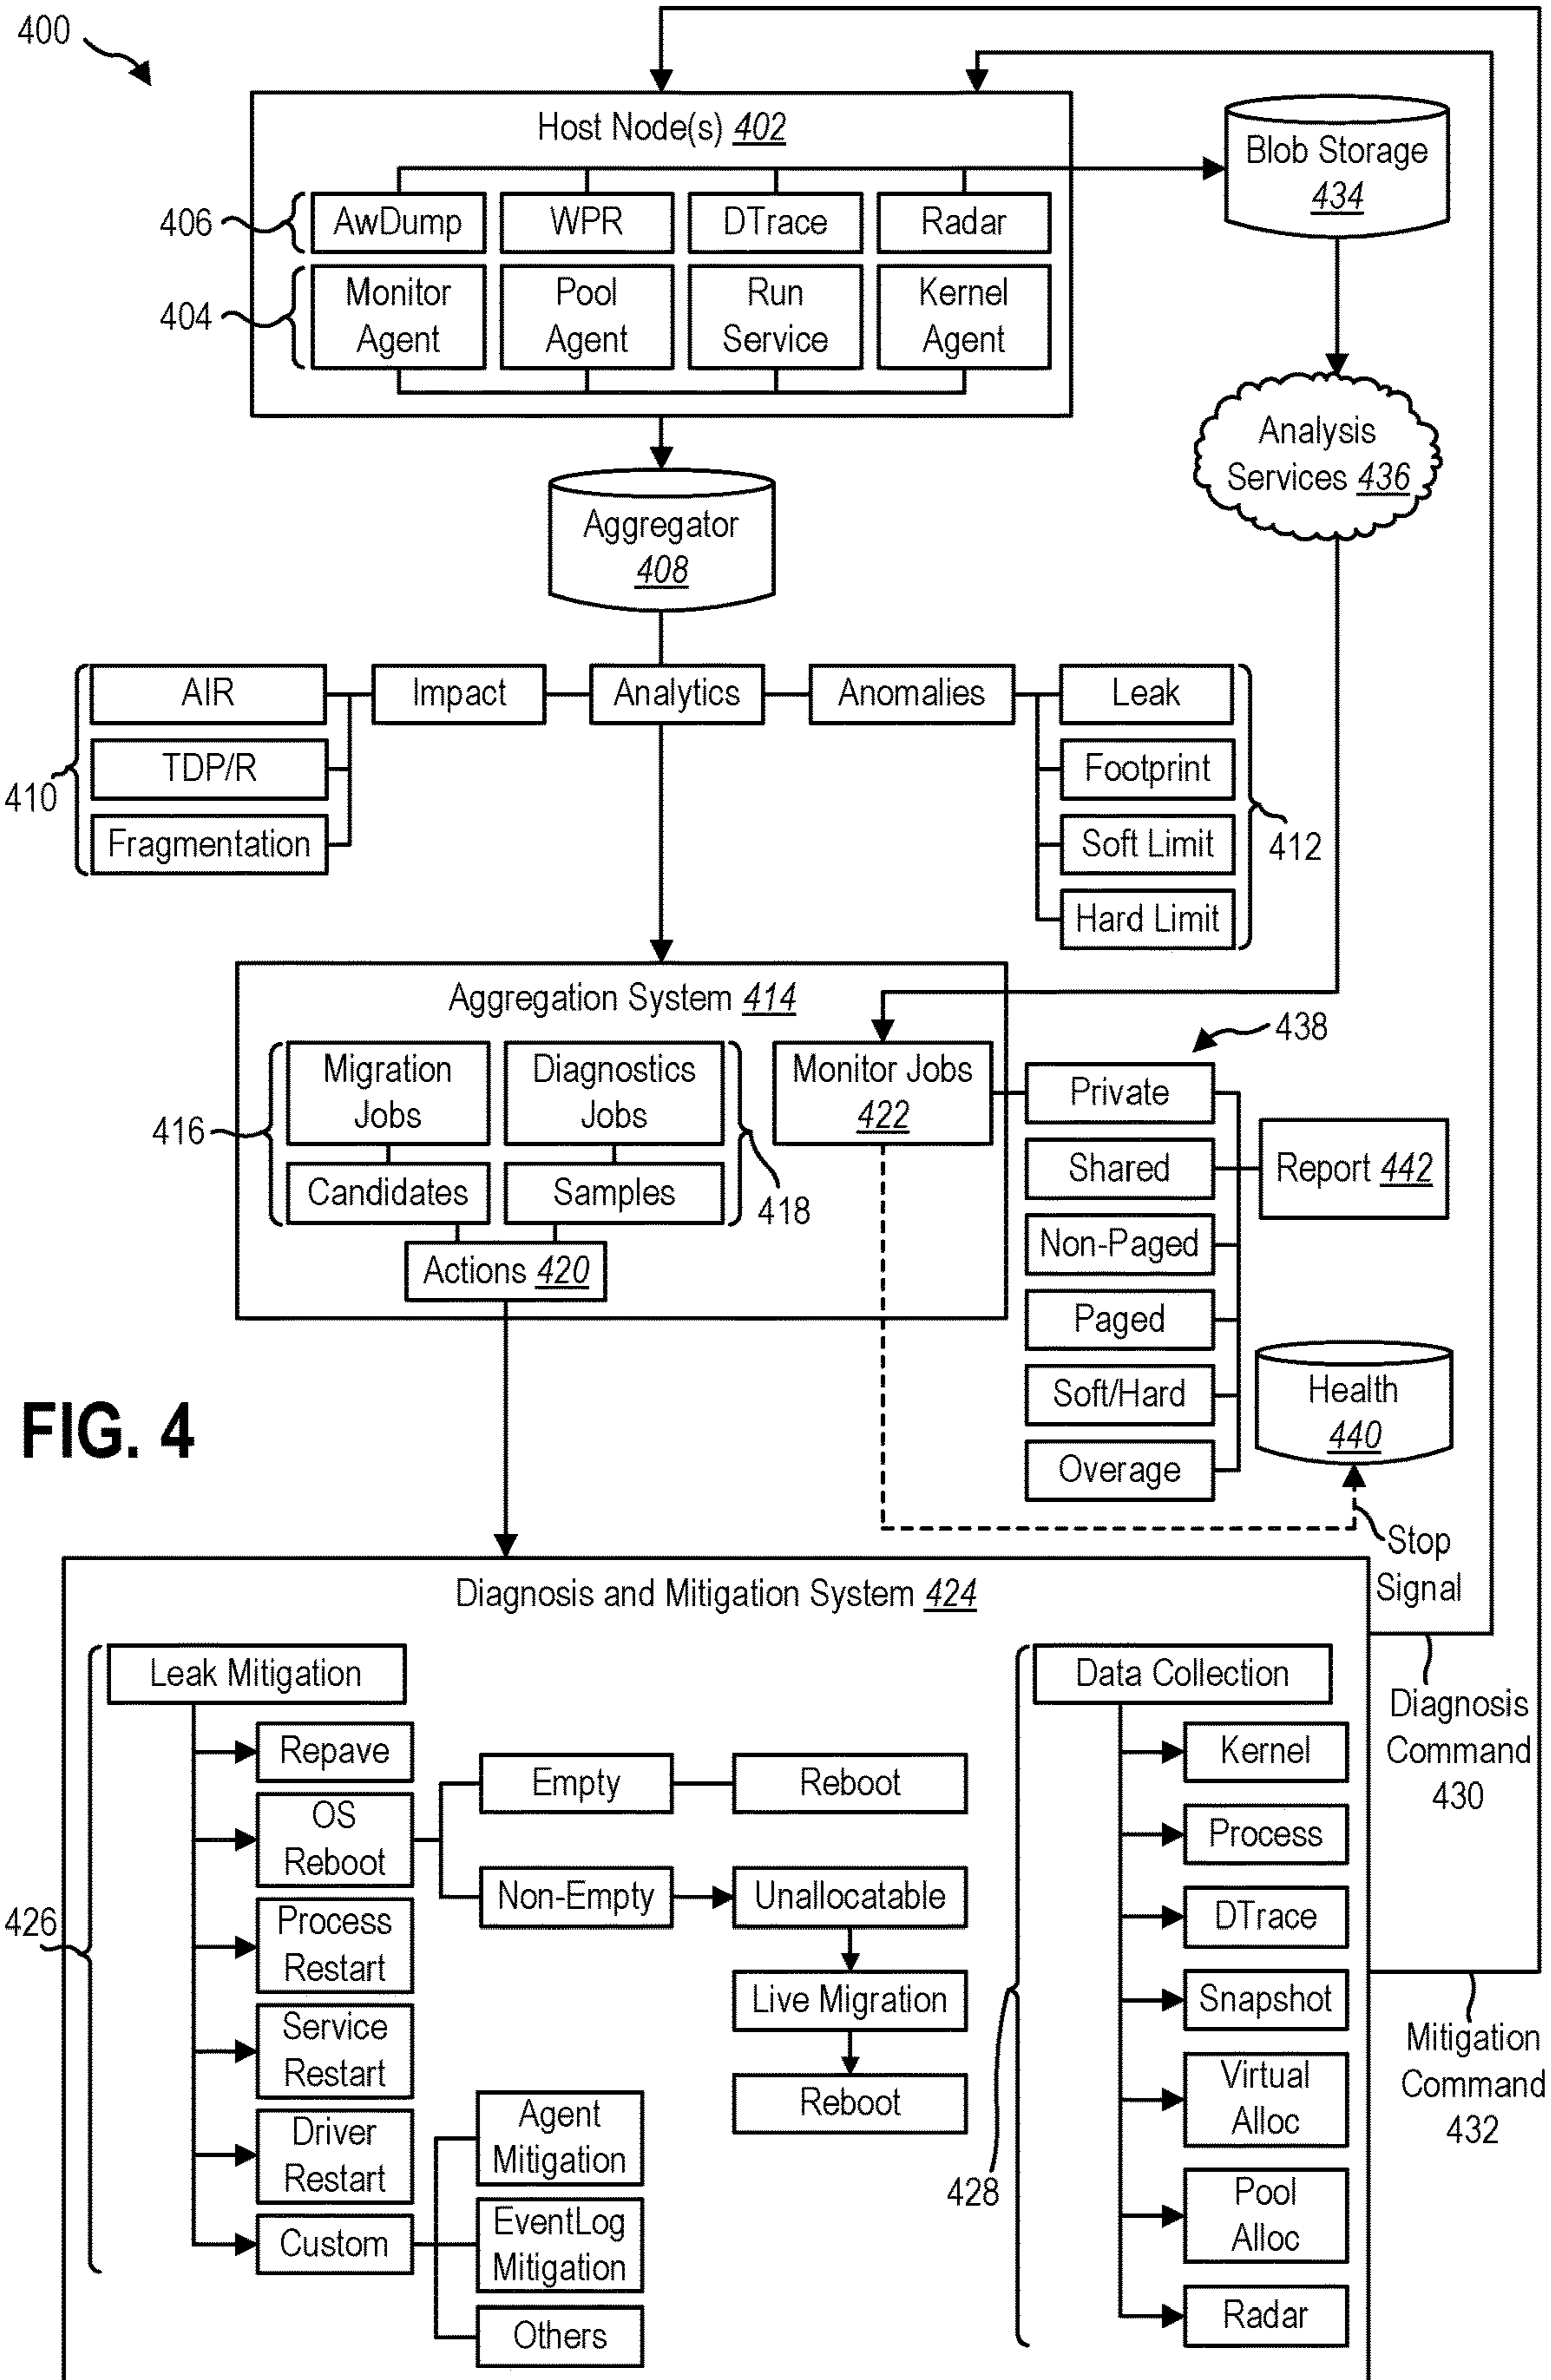 400
Host Node(s) 402
406
AwDump
WPR
DTrace
Radar
404
Monitor
Agent
Pool
Agent
Run
Service
Kernel
Agent
Blob Storage
434
Analysis
Services 436
Aggregator
408
410
AIR
TDP/R
Fragmentation
Impact
Analytics
Anomalies
Leak
Footprint
Soft Limit
Hard Limit
412
Aggregation System 414
416
Migration
Jobs
Candidates
Diagnostics
Jobs
Samples
418
Actions 420
Monitor Jobs
422
438
Private
Shared
Non-Paged
Paged
Soft/Hard
Overage
Report 442
Health
440
Stop
Signal
FIG. 4
Diagnosis and Mitigation System 424
426
Leak Mitigation
Repave
OS
Reboot
Process
Restart
Service
Restart
Driver
Restart
Custom
Empty
Reboot
Non-Empty
Unallocatable
Live Migration
Reboot
Agent
Mitigation
EventLog
Mitigation
Others
428
Data Collection
Kernel
Process
DTrace
Snapshot
Virtual
Alloc
Pool
Alloc
Radar
Diagnosis
Command
430
Mitigation
Command
432